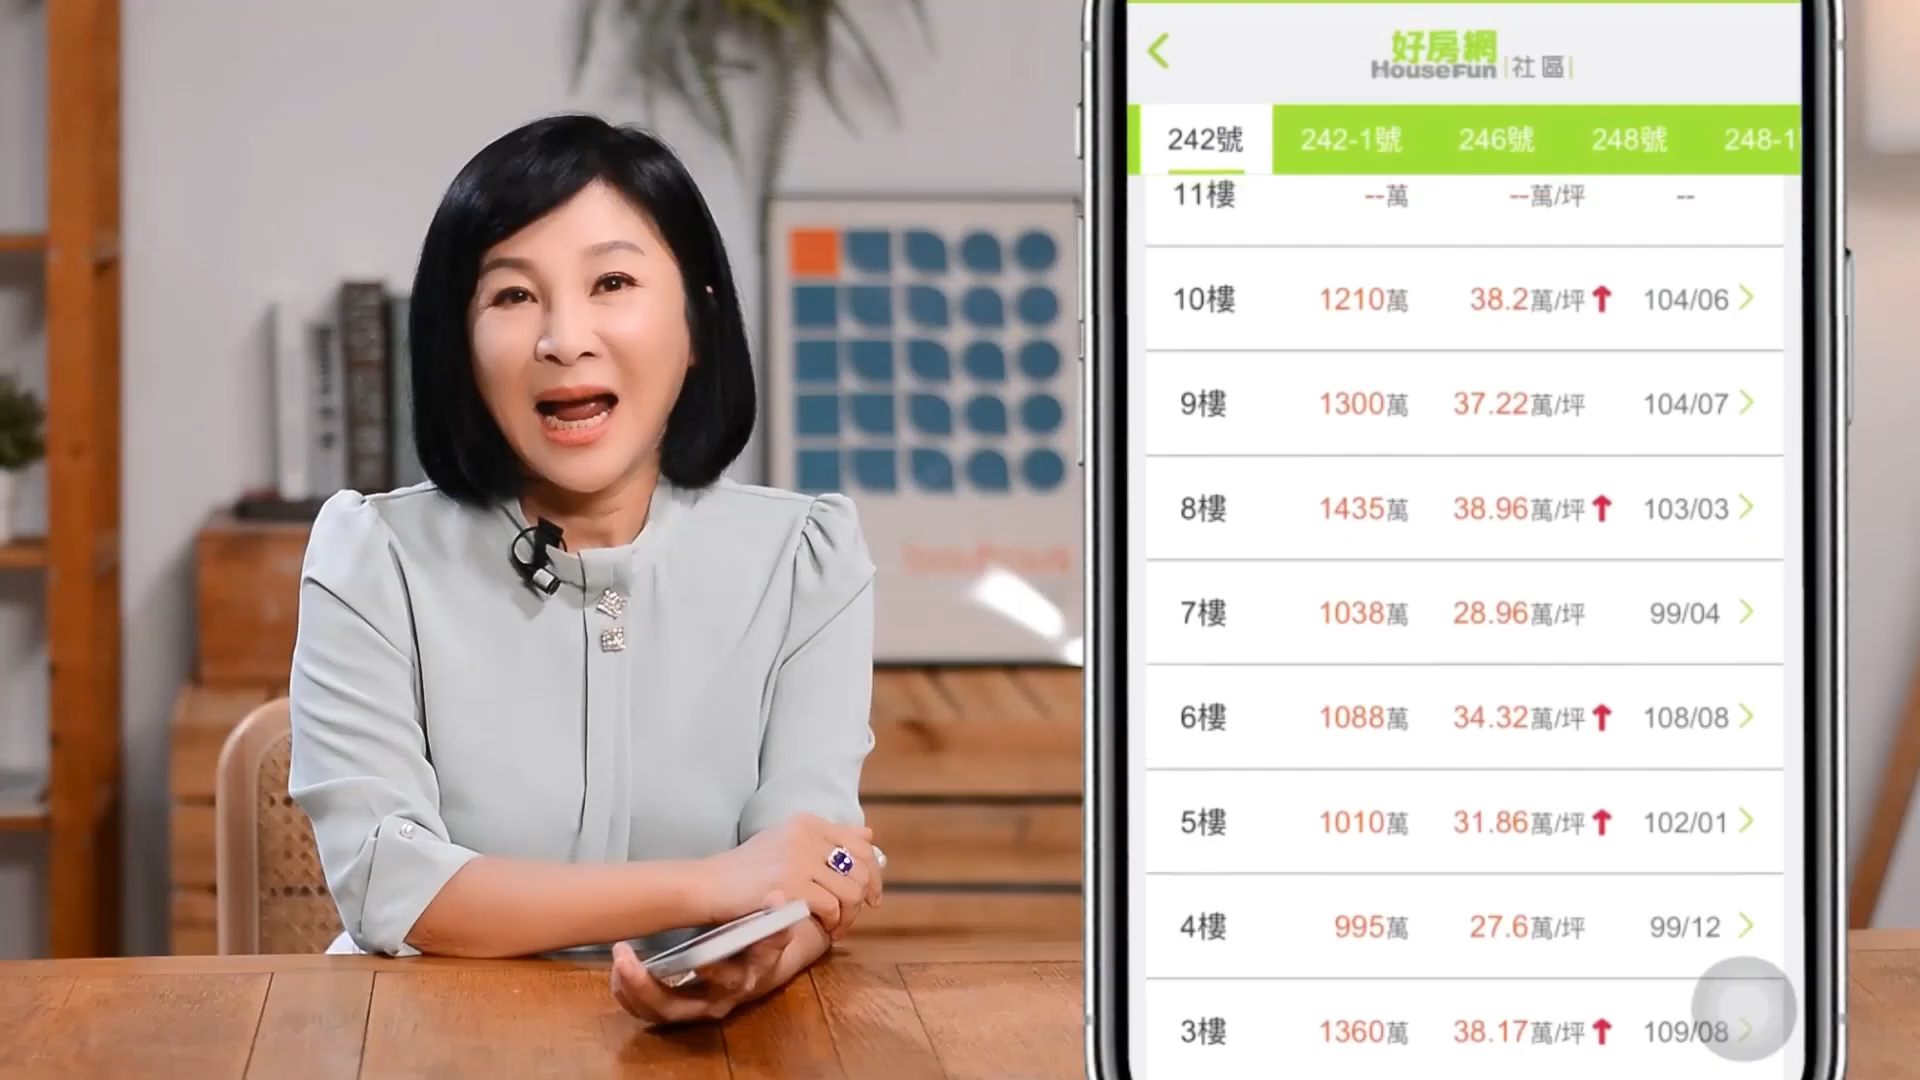 好房網
HouseFun 社區
242號 242-1號 246號 248號 248-1
11樓 --萬 --萬/坪 --
10樓 1210萬 38.2萬/坪 104/06
9樓 1300萬 37.22萬/坪 104/07
8樓 1435萬 38.96萬/坪 103/03
7樓 1038萬 28.96萬/坪 99/04
6樓 1088萬 34.32萬/坪 108/08
5樓 1010萬 31.86萬/坪 102/01
4樓 995萬 27.6萬/坪 99/12
3樓 1360萬 38.17萬/坪 109/08